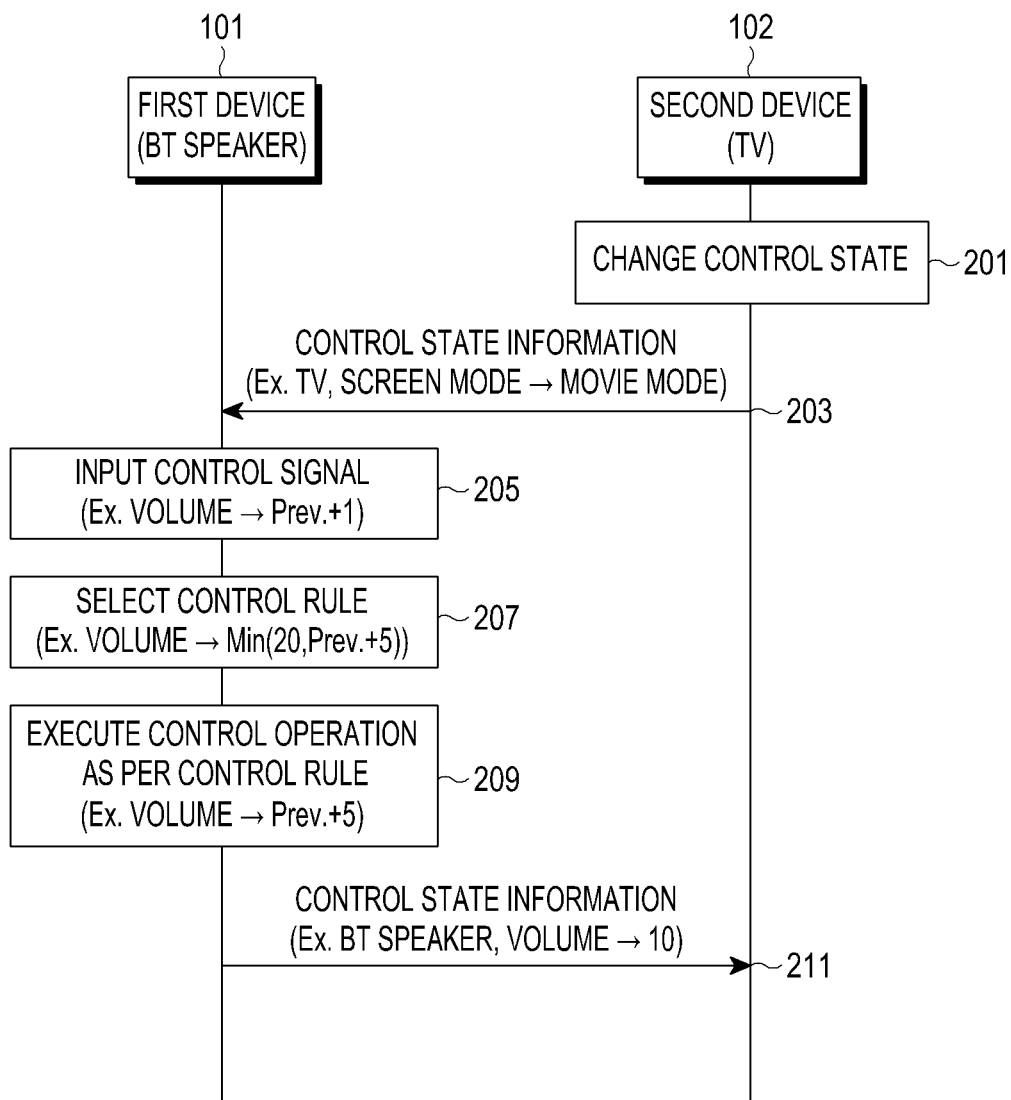 101
102
FIRST DEVICE
(BT SPEAKER)
SECOND DEVICE
(TV)
CHANGE CONTROL STATE
201
CONTROL STATE INFORMATION
(Ex. TV, SCREEN MODE → MOVIE MODE)
203
INPUT CONTROL SIGNAL
(Ex. VOLUME → Prev.+1)
205
SELECT CONTROL RULE
(Ex. VOLUME → Min(20,Prev.+5))
207
EXECUTE CONTROL OPERATION
AS PER CONTROL RULE
(Ex. VOLUME → Prev.+5)
209
CONTROL STATE INFORMATION
(Ex. BT SPEAKER, VOLUME → 10)
211